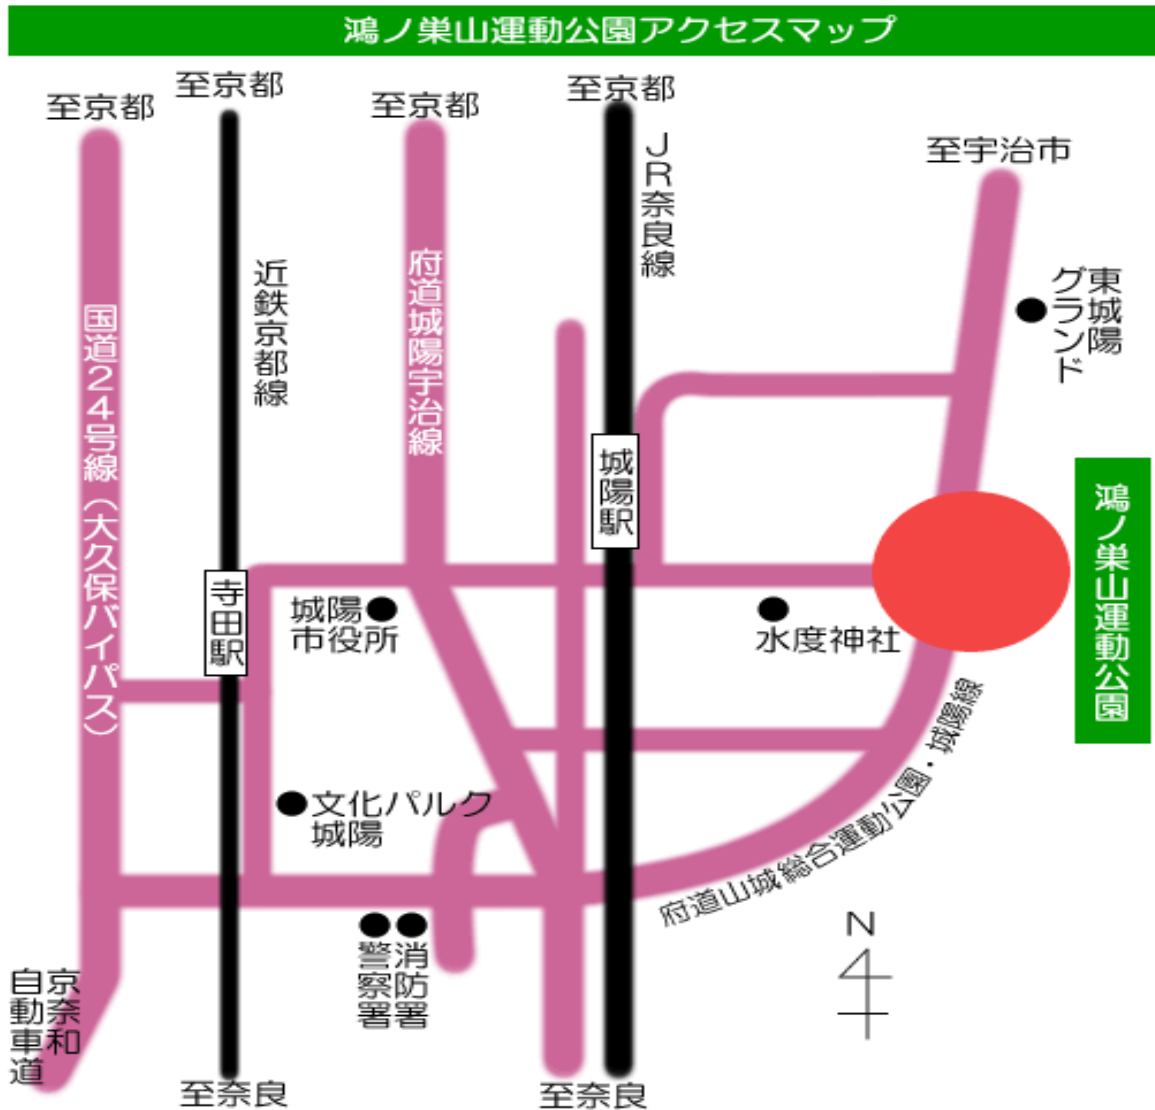 鴻ノ巣山運動公園アクセスマップ
至京都
至京都
至京都
至京都
至宇治市
JR奈良線
近鉄京都線
府道城陽宇治線
国道24号線(大久保バイパス)
東城陽
グランド
城陽駅
鴻ノ巣山運動公園
寺田駅
城陽
市役所
水度神社
文化パルク
城陽
府道山城総合運動公園・城陽線
N
消防署
警察署
京奈和
自動車道
至奈良
至奈良